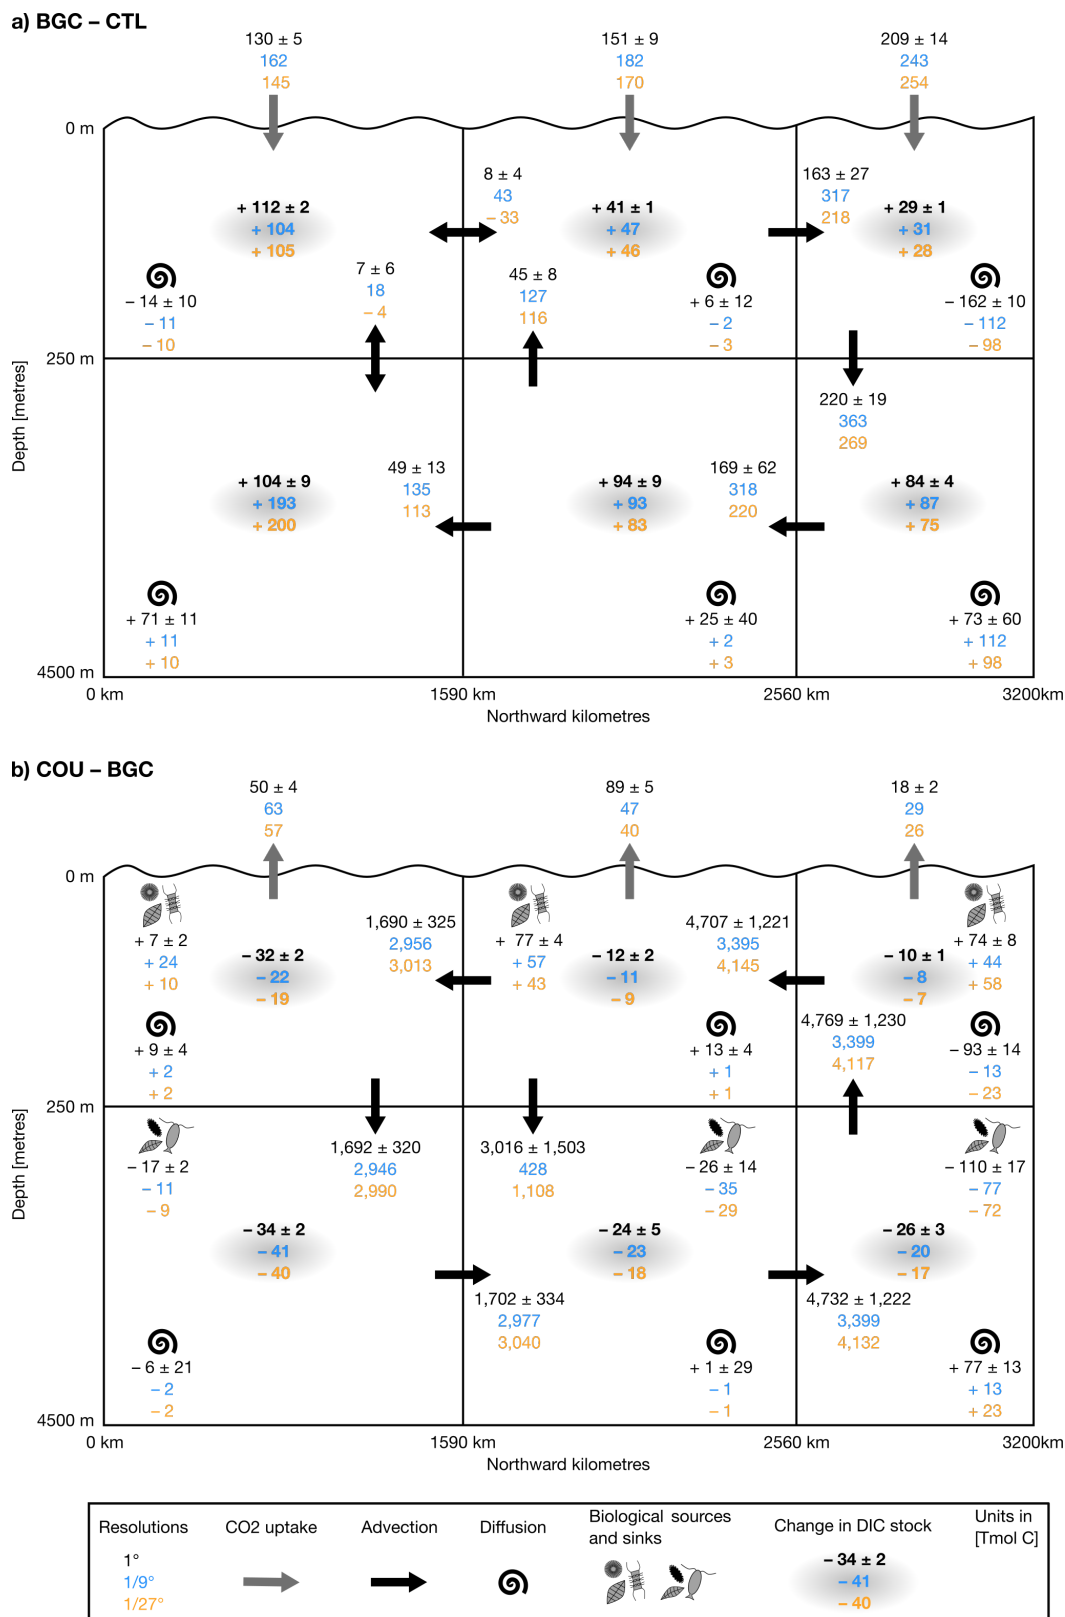 a) BGC – CTL
130 ± 5
162
145
151 ± 9
182
170
209 ± 14
243
254
0 m
8 ± 4
43
– 33
163 ± 27
317
218
+ 112 ± 2
+ 104
+ 105
+ 41 ± 1
+ 47
+ 46
+ 29 ± 1
+ 31
+ 28
7 ± 6
18
– 4
45 ± 8
127
116
– 14 ± 10
– 11
– 10
+ 6 ± 12
– 2
– 3
– 162 ± 10
– 112
– 98
250 m
Depth [metres]
220 ± 19
363
269
49 ± 13
135
113
169 ± 62
318
220
+ 104 ± 9
+ 193
+ 200
+ 94 ± 9
+ 93
+ 83
+ 84 ± 4
+ 87
+ 75
+ 71 ± 11
+ 11
+ 10
+ 25 ± 40
+ 2
+ 3
+ 73 ± 60
+ 112
+ 98
4500 m
0 km
1590 km
2560 km
3200km
Northward kilometres
b) COU – BGC
50 ± 4
63
57
89 ± 5
47
40
18 ± 2
29
26
0 m
+ 7 ± 2
+ 24
+ 10
1,690 ± 325
2,956
3,013
+ 77 ± 4
+ 57
+ 43
4,707 ± 1,221
3,395
4,145
+ 74 ± 8
+ 44
+ 58
– 32 ± 2
– 22
– 19
– 12 ± 2
– 11
– 9
– 10 ± 1
– 8
– 7
+ 9 ± 4
+ 2
+ 2
+ 13 ± 4
+ 1
+ 1
4,769 ± 1,230
3,399
4,117
– 93 ± 14
– 13
– 23
250 m
Depth [metres]
– 17 ± 2
– 11
– 9
1,692 ± 320
2,946
2,990
3,016 ± 1,503
428
1,108
– 26 ± 14
– 35
– 29
– 110 ± 17
– 77
– 72
– 34 ± 2
– 41
– 40
– 24 ± 5
– 23
– 18
– 26 ± 3
– 20
– 17
1,702 ± 334
2,977
3,040
4,732 ± 1,222
3,399
4,132
– 6 ± 21
– 2
– 2
+ 1 ± 29
– 1
– 1
+ 77 ± 13
+ 13
+ 23
4500 m
0 km
1590 km
2560 km
3200km
Northward kilometres
Resolutions
1°
1/9°
1/27°
CO2 uptake
Advection
Diffusion
Biological sources
and sinks
Change in DIC stock
– 34 ± 2
– 41
– 40
Units in
[Tmol C]